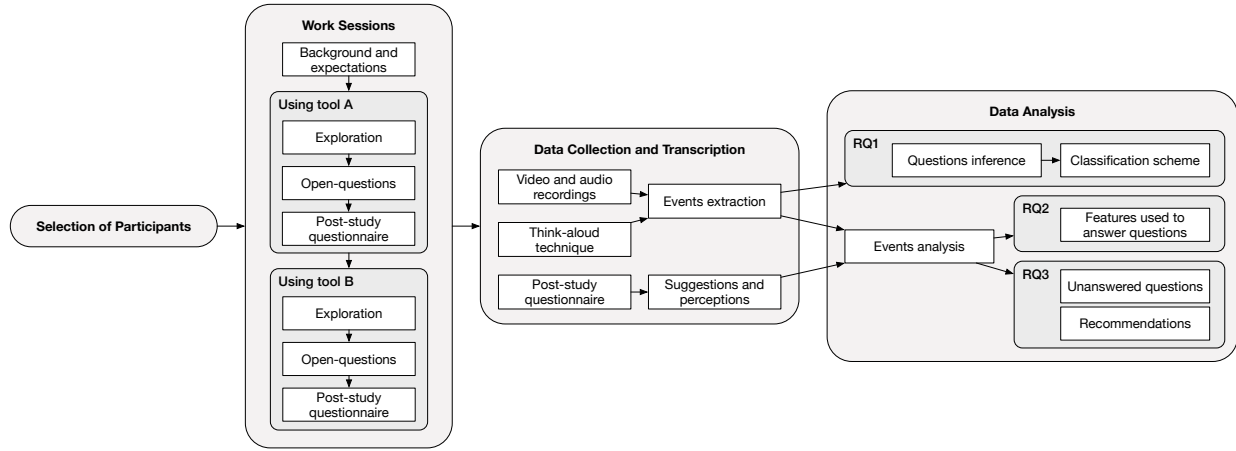 Selection of Participants
Work Sessions
Background and
expectations
Using tool A
Exploration
Open-questions
Post-study
questionnaire
Using tool B
Exploration
Open-questions
Post-study
questionnaire
Data Collection and Transcription
Video and audio
recordings
Events extraction
Think-aloud
technique
Post-study
questionnaire
Suggestions and
perceptions
Data Analysis
RQ1
Questions inference
Classification scheme
Events analysis
RQ2
Features used to
answer questions
RQ3
Unanswered questions
Recommendations